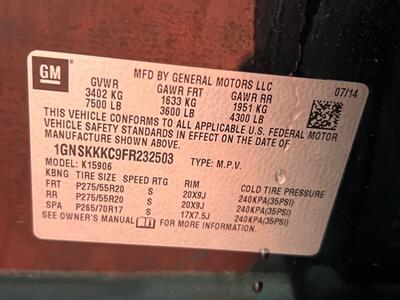 GM
MFD BY GENERAL MOTORS LLC
07/14
GVWR GAWR FRT GAWR RR
3402 KG 1633 KG 1951 KG
7500 LB 3600 LB 4300 LB
THIS VEHICLE CONFORMS TO ALL APPLICABLE U.S. FEDERAL MOTOR
VEHICLE SAFETY STANDARDS IN EFFECT ON THE DATE OF
MANUFACTURE SHOWN ABOVE.
1GNSKKKC9FR232503 TYPE: M.P.V.
MODEL: K15906
KBNG TIRE SIZE SPEED RTG RIM COLD TIRE PRESSURE
FRT P275/55R20 S 20X9J 240KPA(35PSI)
RR P275/55R20 S 20X9J 240KPA(35PSI)
SPA P265/70R17 S 17X7.5J 240KPA(35PSI)
SEE OWNER'S MANUAL FOR MORE INFORMATION.